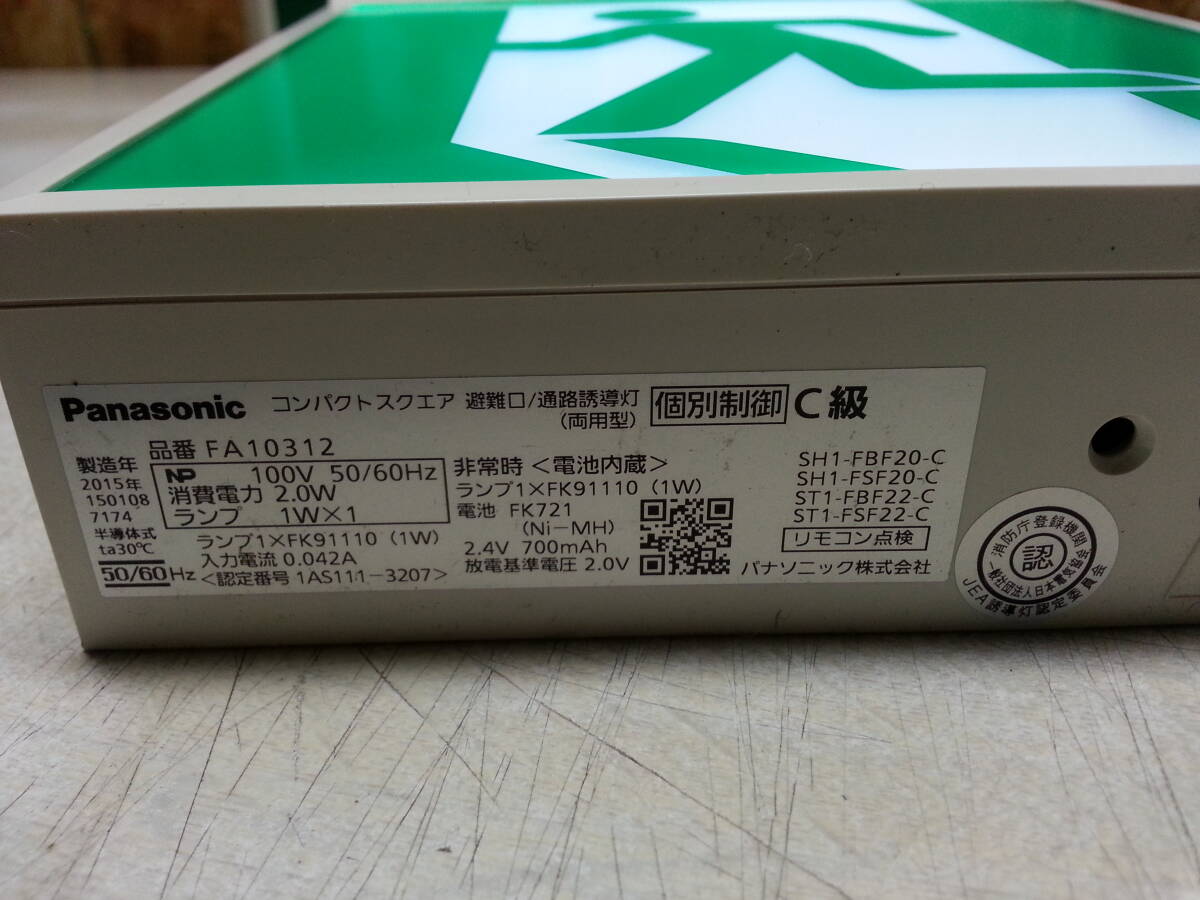 Panasonic コンパクトスクエア 避難口/通路誘導灯 (両用型) 個別制御 C級
品番 FA10312
製造年
2015年
150108
7174
半導体式
ta30℃
50/60Hz
NP 100V 50/60Hz
消費電力 2.0W
ランプ 1W×1
ランプ1×FK91110 (1W)
入力電流 0.042A
<認定番号 1AS111-3207>
非常時<電池内蔵>
ランプ1×FK91110 (1W)
電池 FK721
(Ni-MH)
2.4V 700mAh
放電基準電圧 2.0V
SH1-FBF20-C
SH1-FSF20-C
ST1-FBF22-C
ST1-FSF22-C
リモコン点検
パナソニック株式会社
消防庁登録機関
認
一般社団法人日本電気協会
JEA誘導灯認定委員会